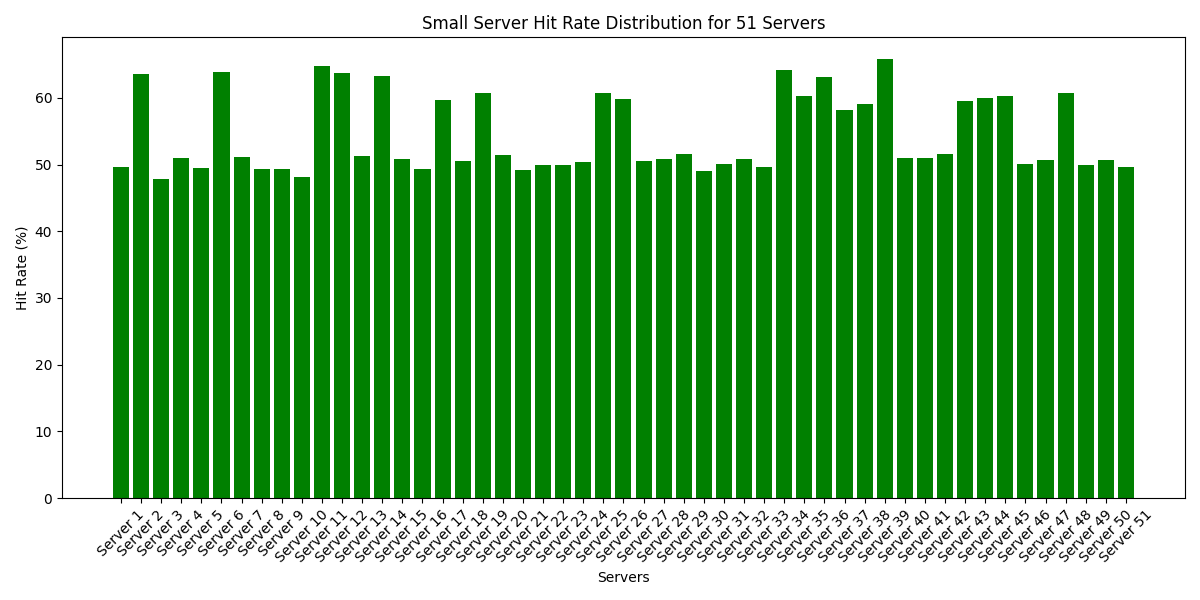 Small Server Hit Rate Distribution for 51 Servers
Hit Rate (%)
60
50
40
30
20
10
0
Server 1
Server 2
Server 3
Server 4
Server 5
Server 6
Server 7
Server 8
Server 9
Server 10
Server 11
Server 12
Server 13
Server 14
Server 15
Server 16
Server 17
Server 18
Server 19
Server 20
Server 21
Server 22
Server 23
Server 24
Server 25
Server 26
Server 27
Server 28
Server 29
Server 30
Server 31
Server 32
Server 33
Server 34
Server 35
Server 36
Server 37
Server 38
Server 39
Server 40
Server 41
Server 42
Server 43
Server 44
Server 45
Server 46
Server 47
Server 48
Server 49
Server 50
Server 51
Servers